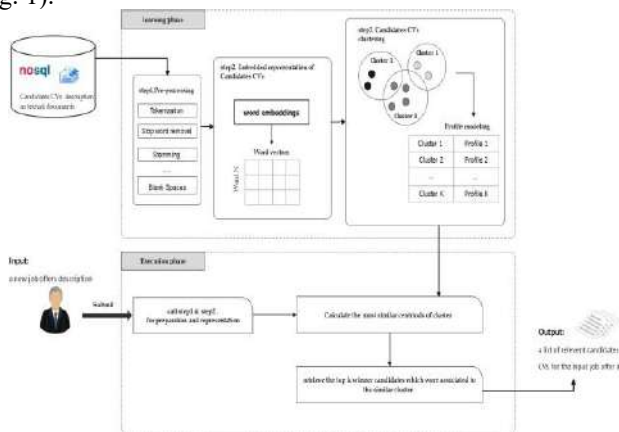 g. 1).
Learning phase
nosql
Candidates CVs description
as textual documents
step1. Pre-processing
Tokenization
Stop word removal
Stemming
....
Blank Spaces
step2. Embedded representation of
Candidates CVs
word embeddings
Word vectors
Word N
step3. Candidates CVs
clustering
Cluster 1
Cluster 2
Cluster 3
Profile modeling
Cluster 1 Profile 1
Cluster 2 Profile 2
... ...
Cluster K Profile K
Execution phase
Input:
a new job offers description
Submit
call step1 & step2.
Pre-preparation and representation
Calculate the most similar centroids of cluster
retrieve the top k winner candidates which were associated to
the similar cluster
Output:
a list of relevant candidates
CVs for the input job offer